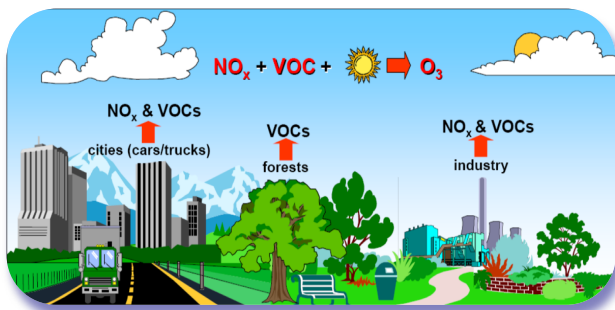 NOₓ + VOC + → O₃
NOₓ & VOCs
cities (cars/trucks)
VOCs
forests
NOₓ & VOCs
industry